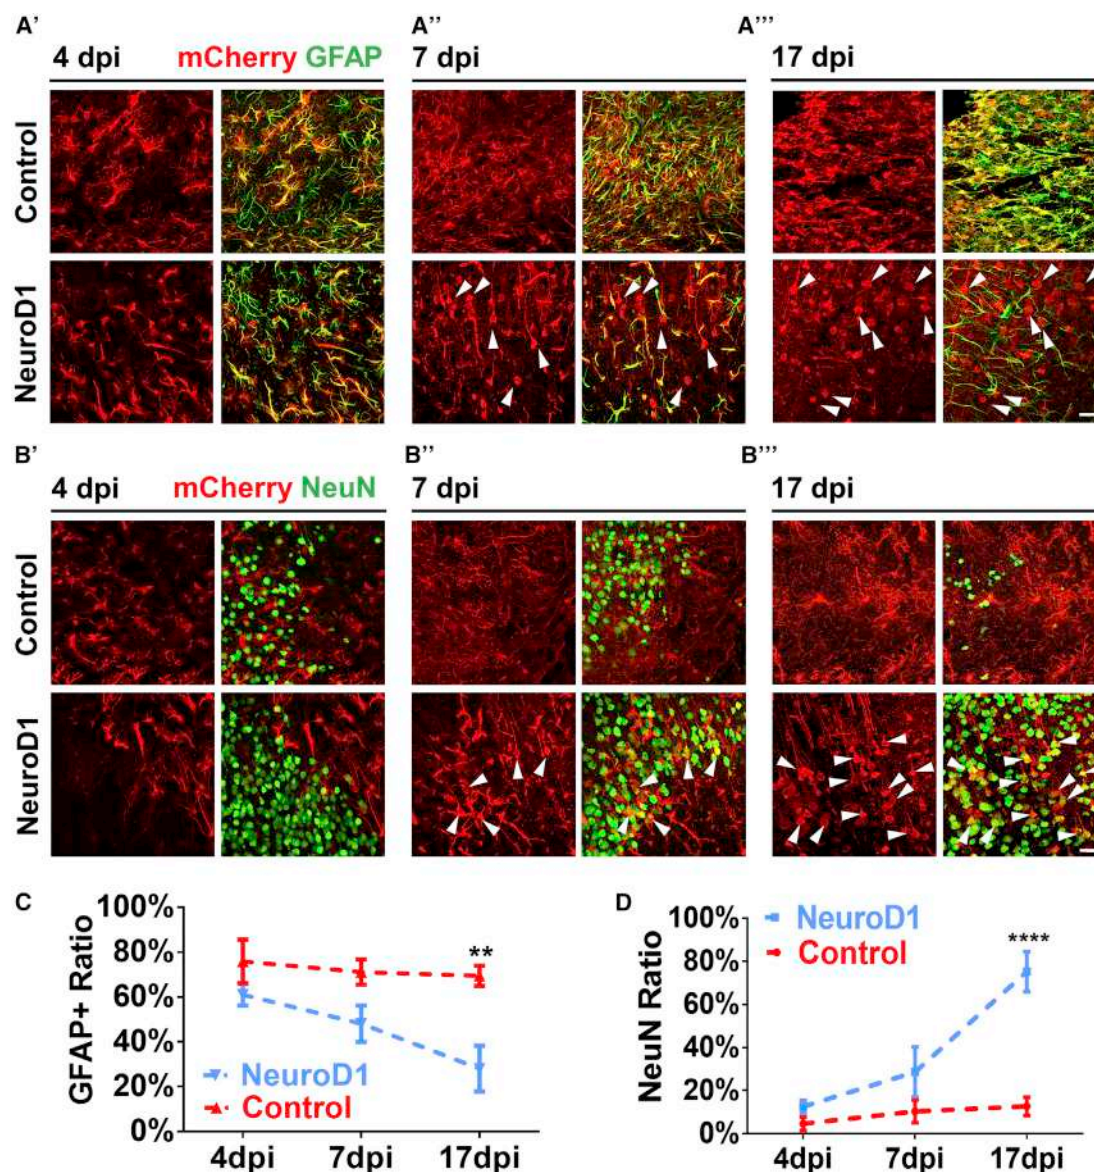 A' A'' A'''
4 dpi mCherry GFAP 7 dpi 17 dpi
Control
NeuroD1
B' B'' B'''
4 dpi mCherry NeuN 7 dpi 17 dpi
Control
NeuroD1
C
GFAP+ Ratio
100%
80%
60%
40%
20%
0%
**
NeuroD1
Control
4dpi 7dpi 17dpi
D
NeuN Ratio
100%
80%
60%
40%
20%
0%
NeuroD1
Control
****
4dpi 7dpi 17dpi